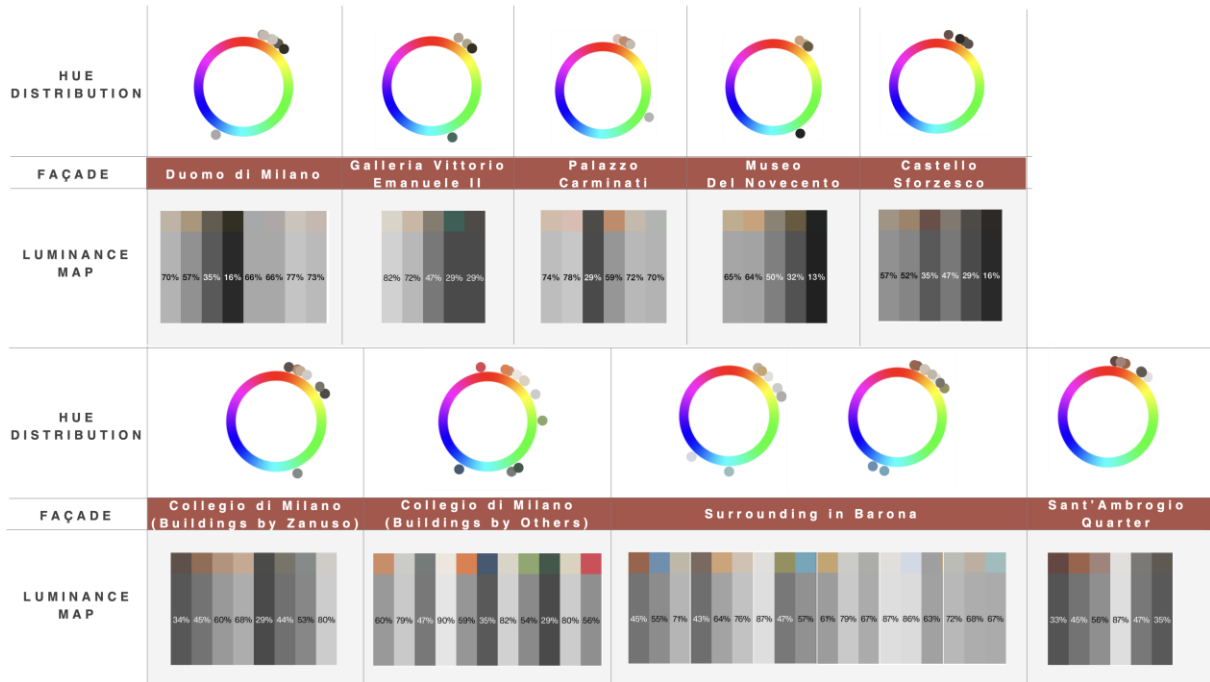 HUE
DISTRIBUTION
FAÇADE
Duomo di Milano
Galleria Vittorio
Emanuele II
Palazzo
Carminati
Museo
Del Novecento
Castello
Sforzesco
LUMINANCE
MAP
70% 57% 35% 16% 66% 66% 77% 73%
82% 72% 47% 29% 29%
74% 78% 29% 59% 72% 70%
65% 64% 50% 32% 13%
57% 52% 35% 47% 29% 16%
HUE
DISTRIBUTION
FAÇADE
Collegio di Milano
(Buildings by Zanuso)
Collegio di Milano
(Buildings by Others)
Surrounding in Barona
Sant'Ambrogio
Quarter
LUMINANCE
MAP
34% 45% 60% 68% 29% 44% 53% 80%
60% 79% 47% 90% 59% 35% 82% 54% 29% 80% 56%
45% 55% 71% 43% 64% 76% 87% 47% 57% 61% 79% 67% 87% 86% 63% 72% 68% 67%
33% 45% 56% 87% 47% 35%